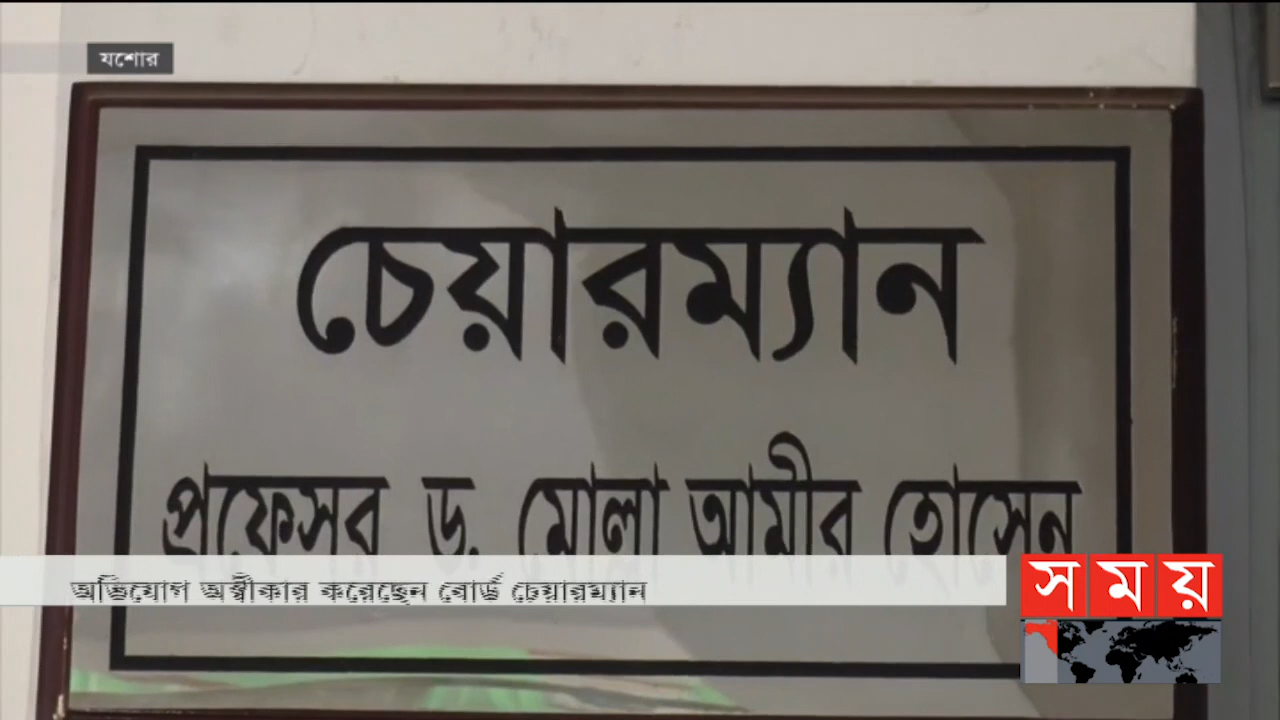 যশোর
চেয়ারম্যান
প্রফেসর ড. মোল্লা আমীর হোসেন
অভিযোগ অস্বীকার করেছেন বোর্ড চেয়ারম্যান
সময়